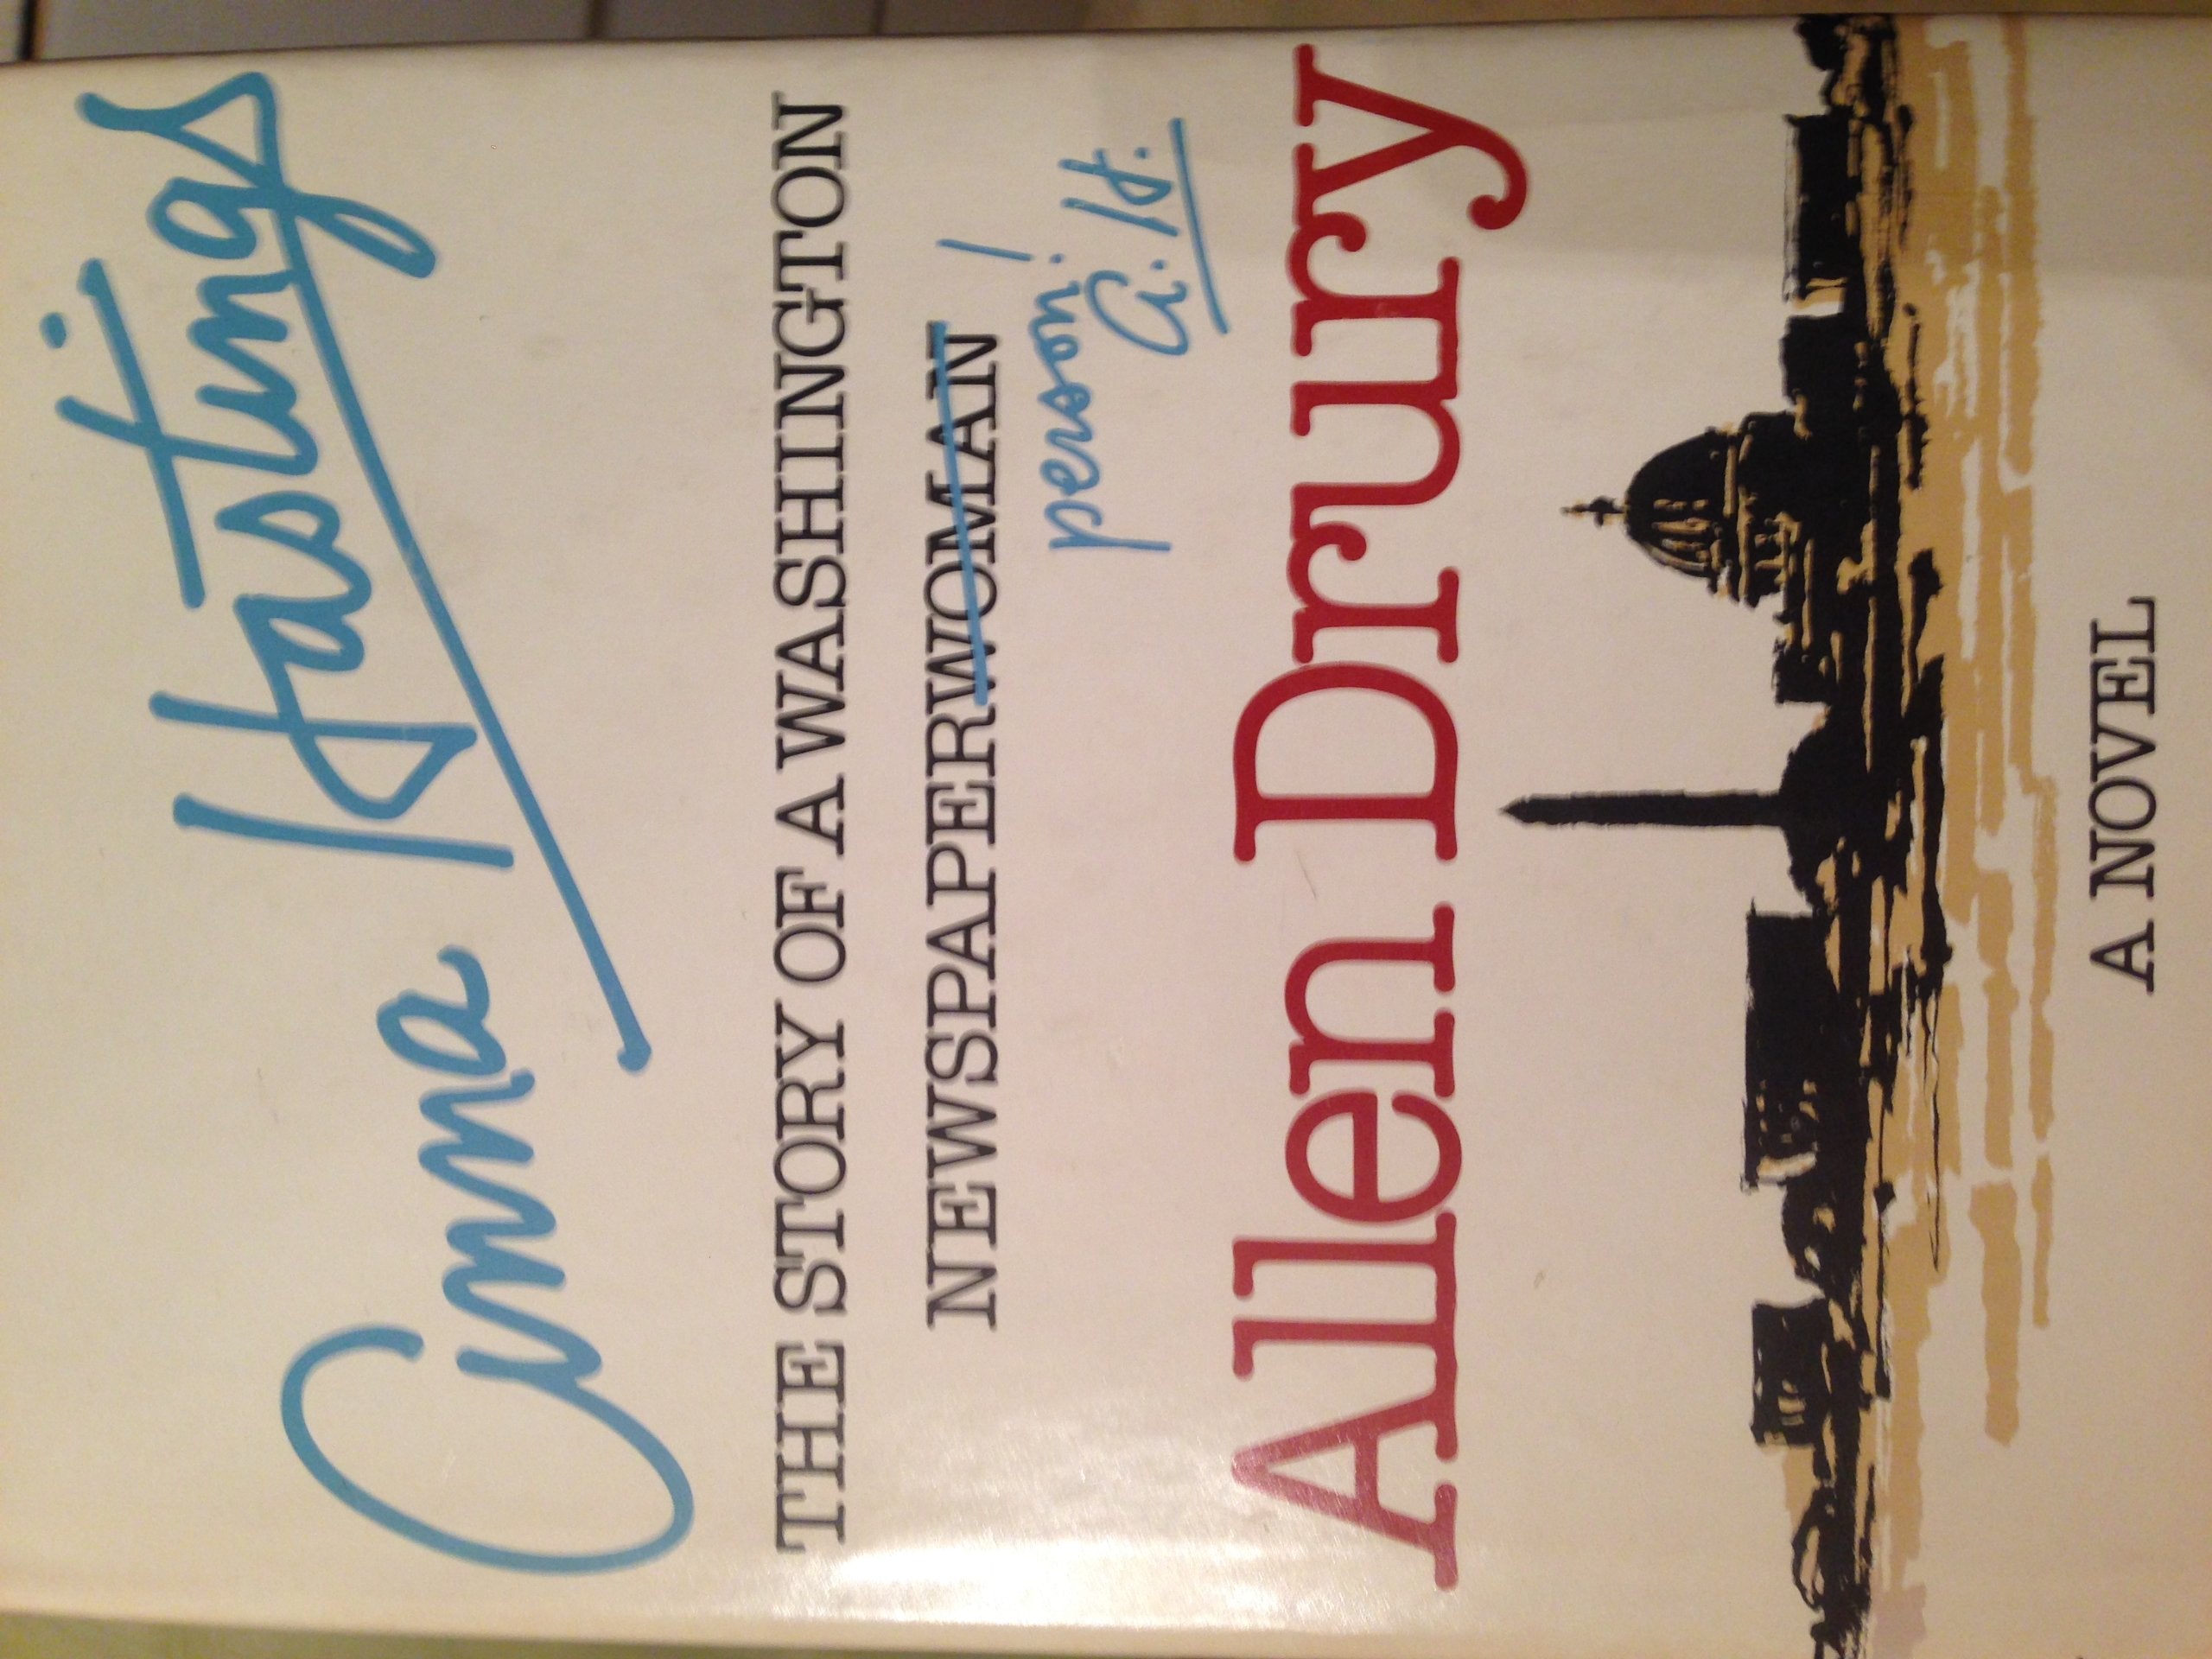 Anna Hastings
THE STORY OF A WASHINGTON
NEWSPAPERWOMAN!
person!
A.H.
Allen Drury
A NOVEL